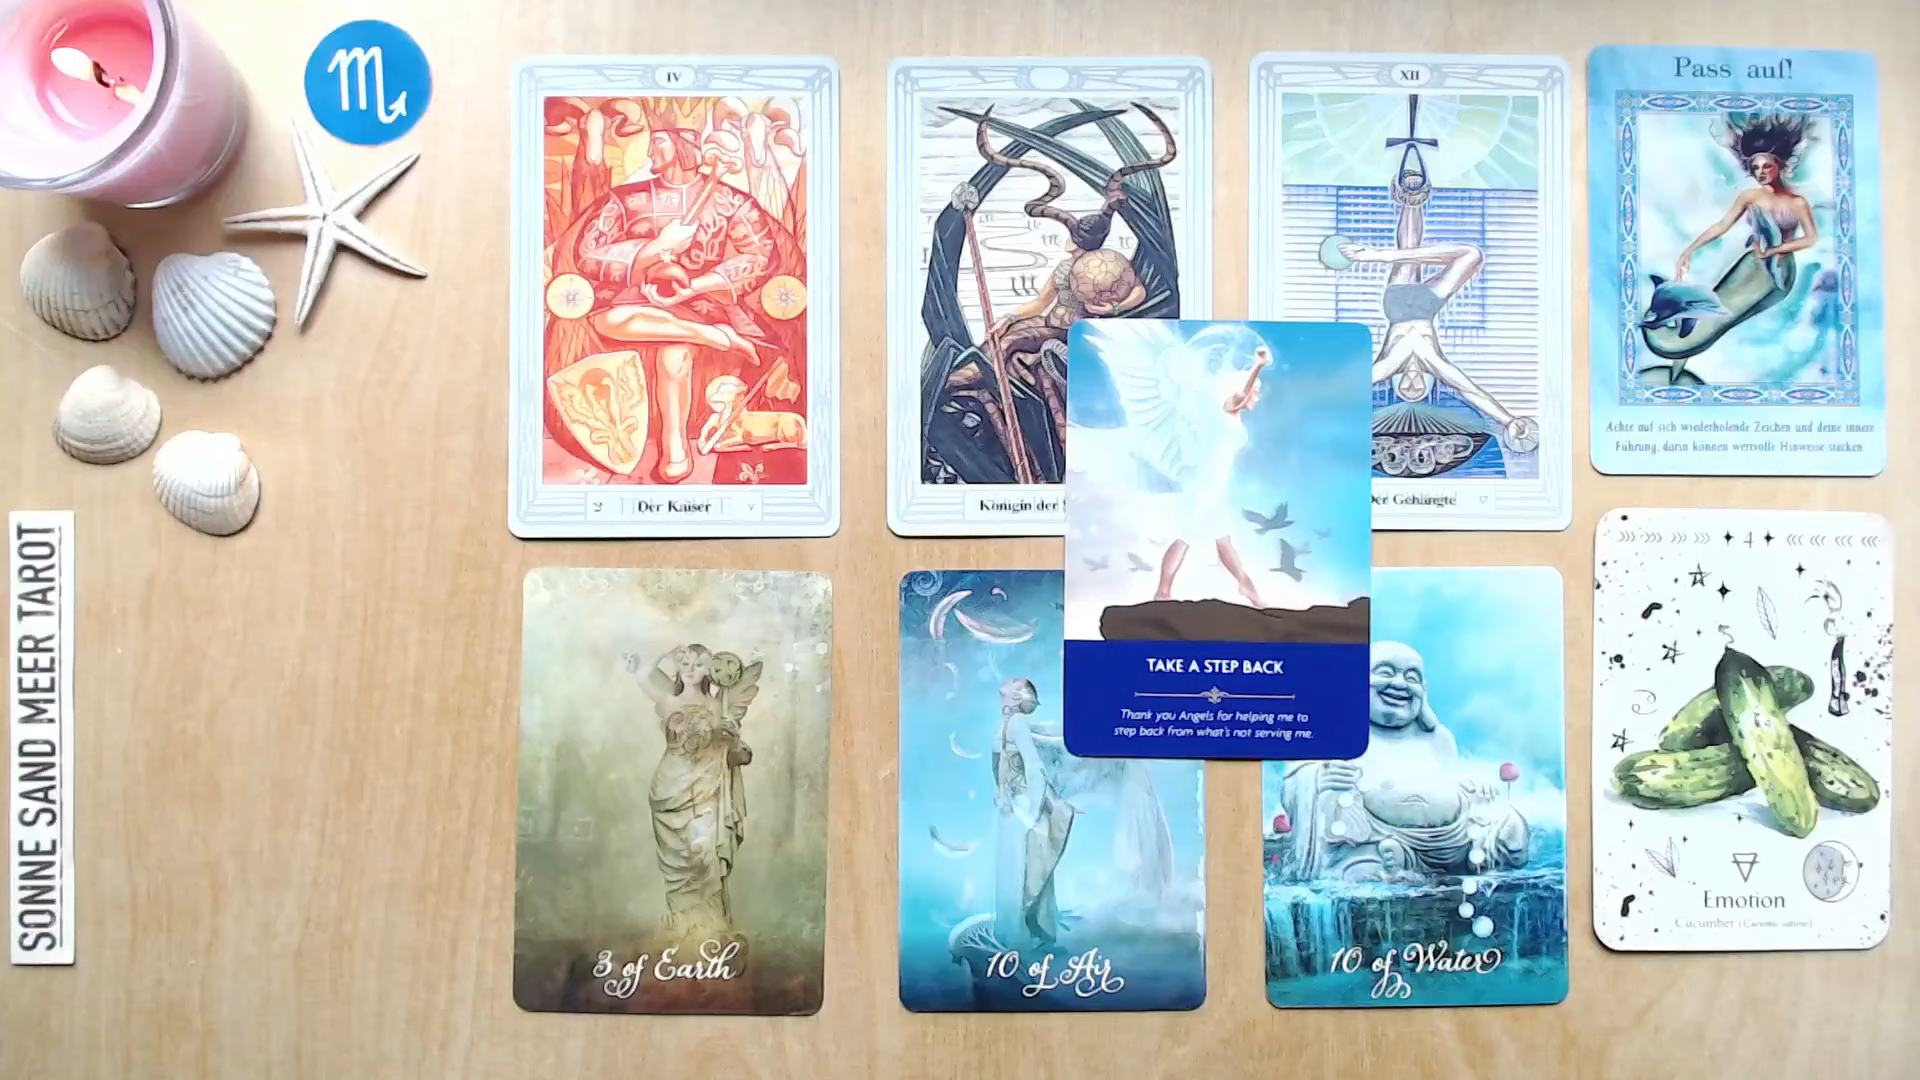 SONNE SAND MEER TAROT
IV
Der Kaiser
Königin der
XII
Der Gehängte
Pass auf!
Achte auf sich wiederholende Zeichen und deine innere
Führung, darin können wertvolle Hinweise stecken
TAKE A STEP BACK
Thank you Angels for helping me to
step back from what's not serving me.
3 of Earth
10 of Air
10 of Water
4
Emotion
Cucumber (Cucumis sativus)